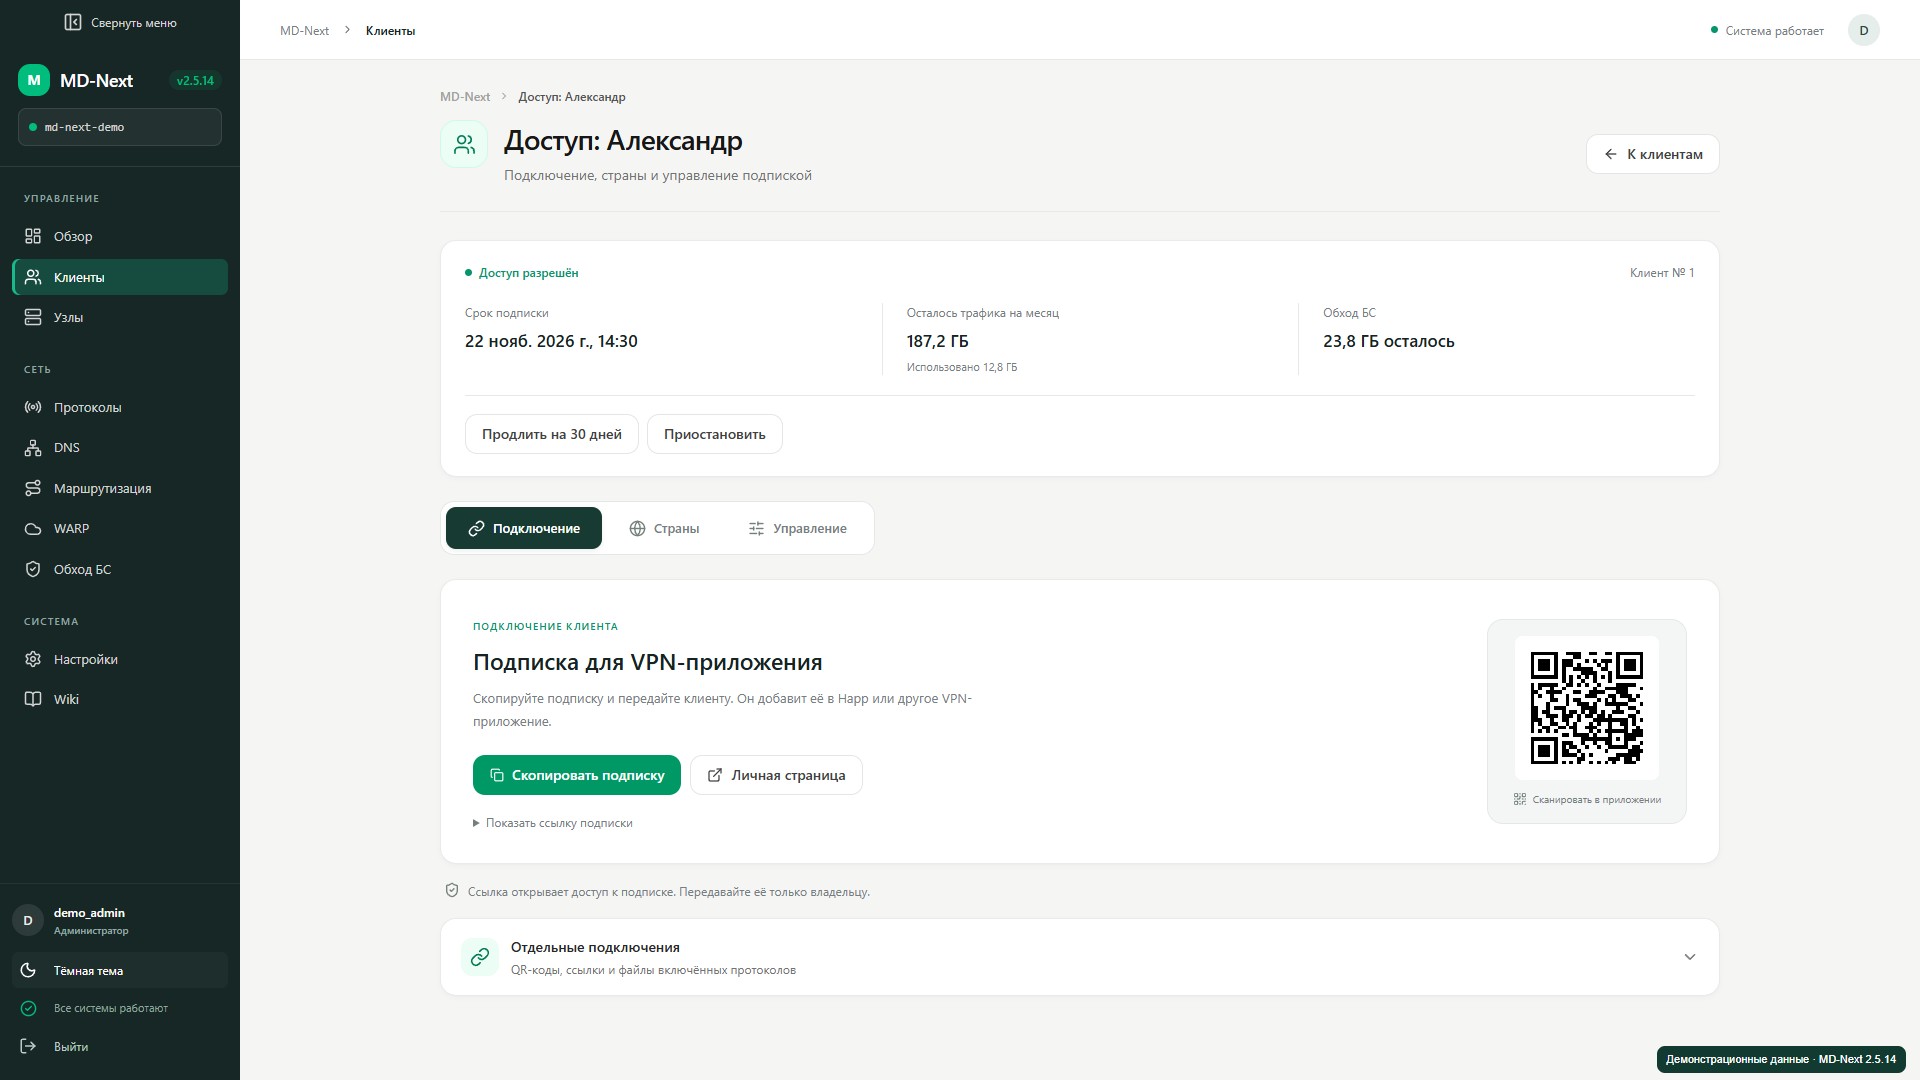 Свернуть меню
M MD-Next v2.5.14
md-next-demo
УПРАВЛЕНИЕ
Обзор
Клиенты
Узлы
СЕТЬ
Протоколы
DNS
Маршрутизация
WARP
Обход БС
СИСТЕМА
Настройки
Wiki
D demo_admin
Администратор
Тёмная тема
Все системы работают
Выйти
MD-Next > Клиенты
Система работает D
MD-Next > Доступ: Александр
Доступ: Александр
Подключение, страны и управление подпиской
К клиентам
Доступ разрешён
Клиент № 1
Срок подписки
22 нояб. 2026 г., 14:30
Осталось трафика на месяц
187,2 ГБ
Использовано 12,8 ГБ
Обход БС
23,8 ГБ осталось
Продлить на 30 дней
Приостановить
Подключение
Страны
Управление
ПОДКЛЮЧЕНИЕ КЛИЕНТА
Подписка для VPN-приложения
Скопируйте подписку и передайте клиенту. Он добавит её в Happ или другое VPN-
приложение.
Скопировать подписку
Личная страница
Показать ссылку подписки
Сканировать в приложении
Ссылка открывает доступ к подписке. Передавайте её только владельцу.
Отдельные подключения
QR-коды, ссылки и файлы включённых протоколов
Демонстрационные данные · MD-Next 2.5.14